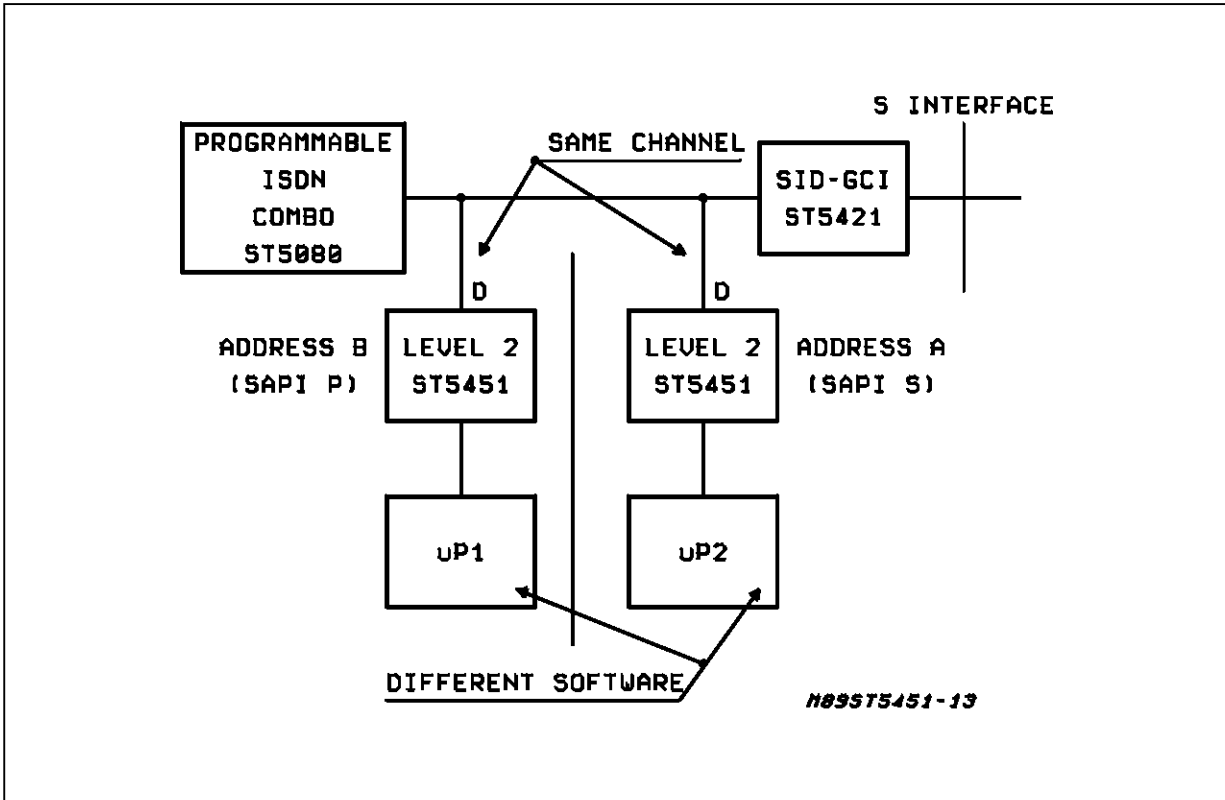 S INTERFACE
PROGRAMMABLE
ISDN
COMBO
ST5080
SAME CHANNEL
SID-GCI
ST5421
D
D
ADDRESS B
(SAPI P)
LEVEL 2
ST5451
LEVEL 2
ST5451
ADDRESS A
(SAPI S)
uP1
uP2
DIFFERENT SOFTWARE
M89ST5451-13